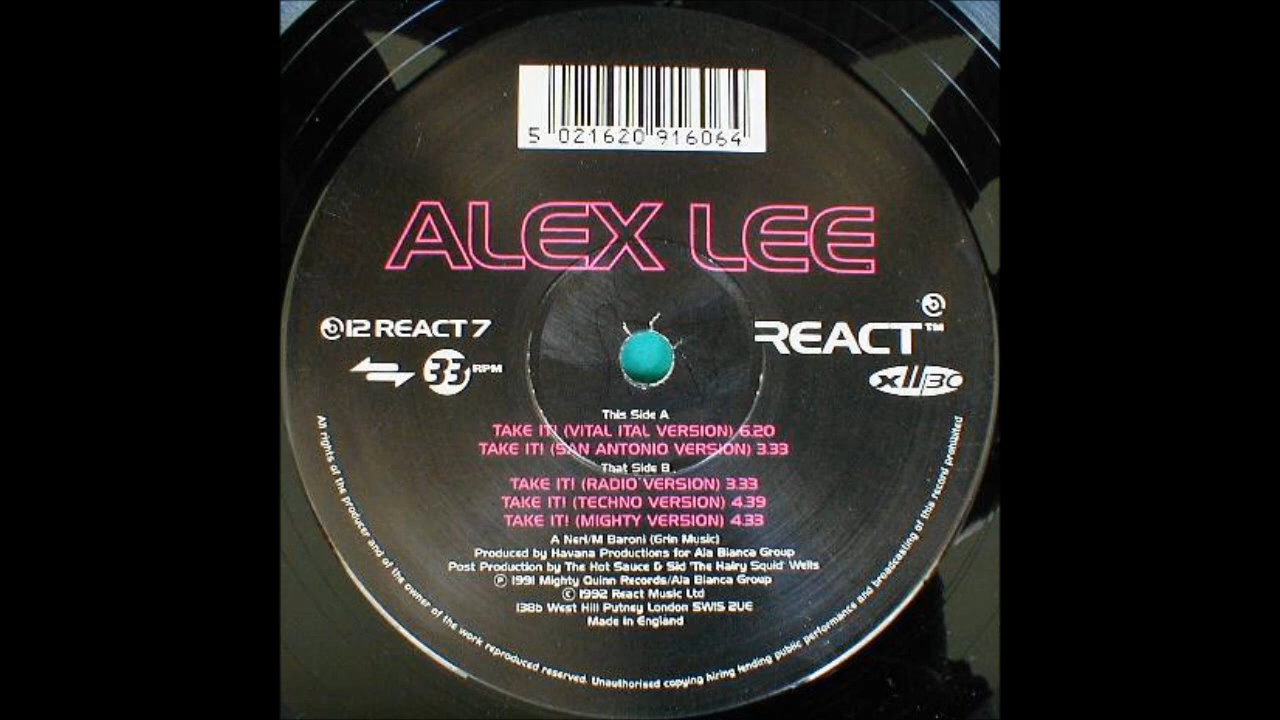 5 021620 916064
ALEX LEE
12 REACT 7
33 RPM
REACT™
This Side A
TAKE IT! (VITAL ITAL VERSION) 6.20
TAKE IT! (SAN ANTONIO VERSION) 3.33
That Side B
TAKE IT! (RADIO VERSION) 3.33
TAKE IT! (TECHNO VERSION) 4.39
TAKE IT! (MIGHTY VERSION) 4.33
A Neri/M Baroni (Grin Music)
Produced by Havana Productions for Ala Bianca Group
Post Production by The Hot Sauce & Sid 'The Hairy Squid' Wells
℗ 1991 Mighty Quinn Records/Ala Bianca Group
© 1992 React Music Ltd
138b West Hill Putney London SW15 2UE
Made in England
All rights of the producer and of the owner of the work reproduced reserved. Unauthorised copying hiring lending public performance and broadcasting of this record prohibited